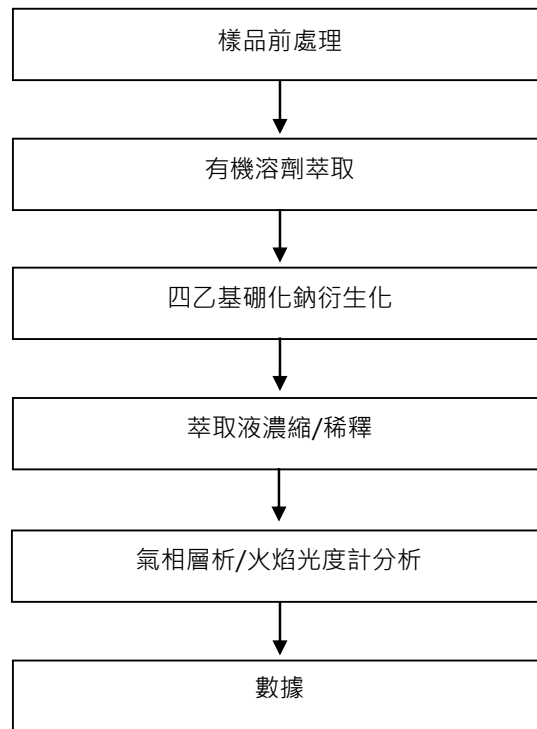 樣品前處理
有機溶劑萃取
四乙基硼化鈉衍生化
萃取液濃縮/稀釋
氣相層析/火焰光度計分析
數據